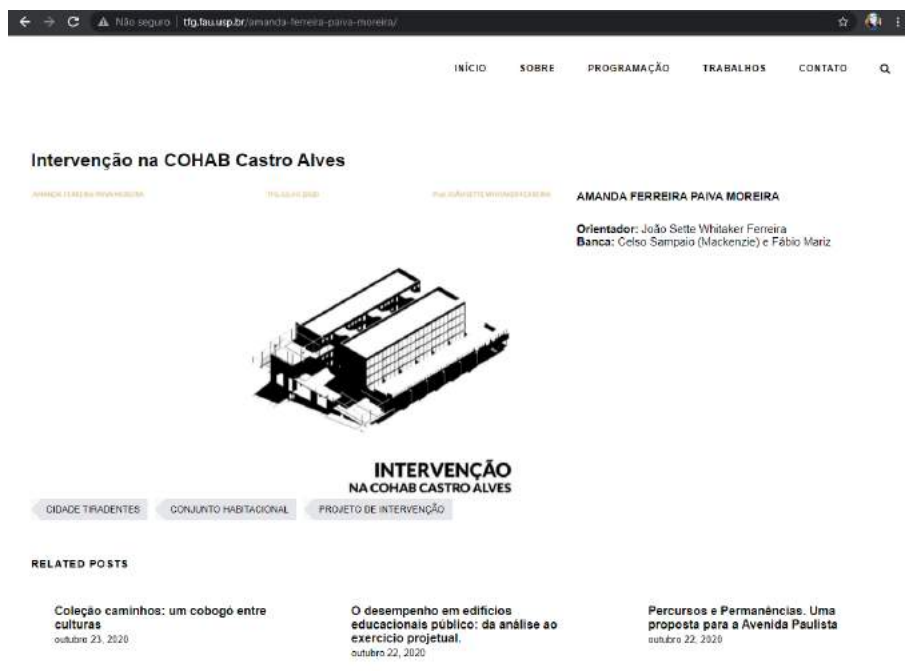 Não seguro | tfg.fau.usp.br/amanda-ferreira-paiva-moreira/
INÍCIO SOBRE PROGRAMAÇÃO TRABALHOS CONTATO
Intervenção na COHAB Castro Alves
AMANDA FERREIRA PAIVA MOREIRA
AMANDA FERREIRA PAIVA MOREIRA
Orientador: João Sette Whitaker Ferreira
Banca: Celso Sampaio (Mackenzie) e Fábio Mariz
INTERVENÇÃO
NA COHAB CASTRO ALVES
CIDADE TIRADENTES CONJUNTO HABITACIONAL PROJETO DE INTERVENÇÃO
RELATED POSTS
Coleção caminhos: um cobogó entre
culturas
outubro 23, 2020
O desempenho em edifícios
educacionais público: da análise ao
exercício projetual.
outubro 22, 2020
Percursos e Permanências. Uma
proposta para a Avenida Paulista
outubro 22, 2020